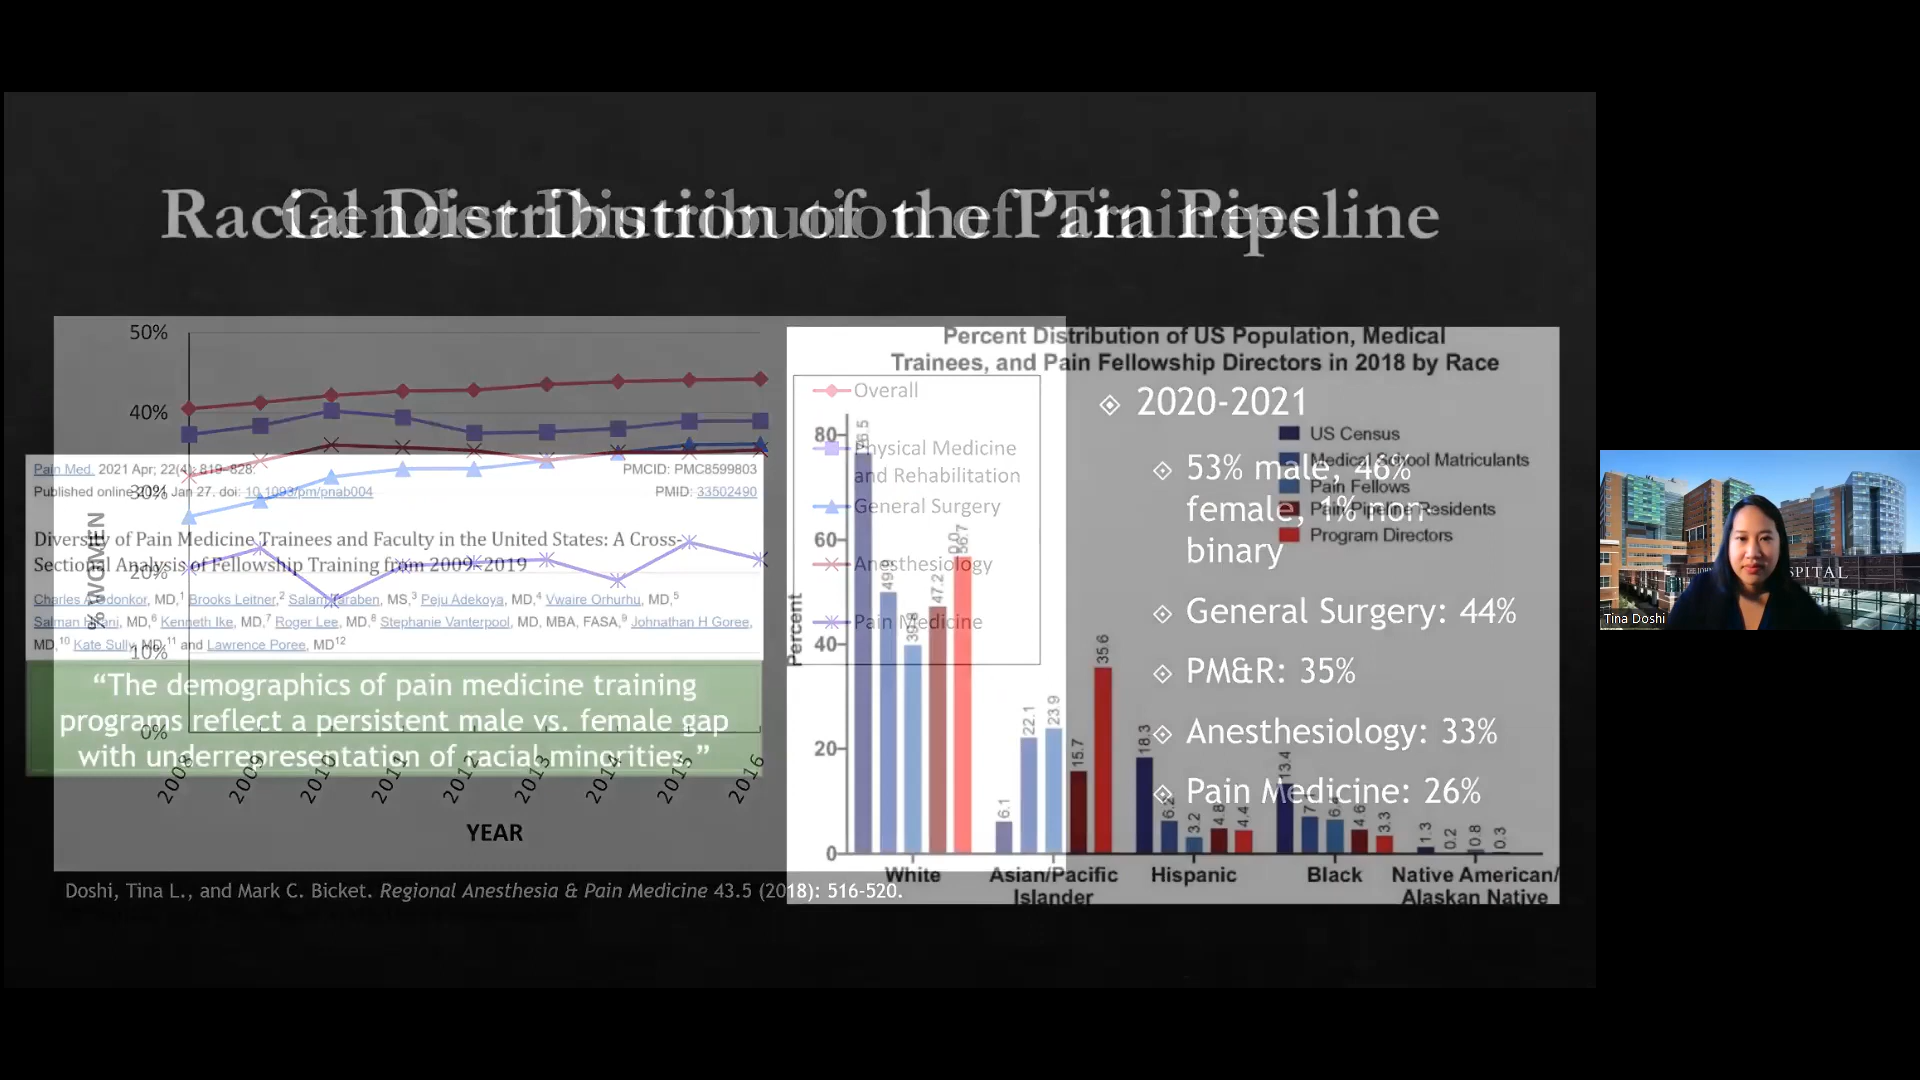 Racial Distribution of the Pain Pipeline
Gender Distribution of Trainees
50%
40%
30%
20%
10%
0%
% WOMEN
2008
2009
2010
2011
2012
2013
2014
2015
2016
YEAR
Overall
Physical Medicine
and Rehabilitation
General Surgery
Anesthesiology
Pain Medicine
Doshi, Tina L., and Mark C. Bicket. Regional Anesthesia & Pain Medicine 43.5 (2018): 516-520.
2020-2021
53% male, 46%
female, 1% non-
binary
General Surgery: 44%
PM&R: 35%
Anesthesiology: 33%
Pain Medicine: 26%
Pain Med. 2021 Apr; 22(4): 819–828.
PMCID: PMC8599803
Published online 2021 Jan 27. doi: 10.1093/pm/pnab004
PMID: 33502490
Diversity of Pain Medicine Trainees and Faculty in the United States: A Cross-
Sectional Analysis of Fellowship Training from 2009–2019
Charles A Odonkor, MD,1 Brooks Leitner,2 Salam Taraben, MS,3 Peju Adekoya, MD,4 Vwaire Orhurhu, MD,5
Salman Hirani, MD,6 Kenneth Ike, MD,7 Roger Lee, MD,8 Stephanie Vanterpool, MD, MBA, FASA,9 Johnathan H Goree,
MD,10 Kate Sully, MD,11 and Lawrence Poree, MD12
“The demographics of pain medicine training
programs reflect a persistent male vs. female gap
with underrepresentation of racial minorities.”
Percent Distribution of US Population, Medical
Trainees, and Pain Fellowship Directors in 2018 by Race
US Census
Medical School Matriculants
Pain Fellows
Pain Pipeline Residents
Program Directors
Percent
80
60
40
20
0
76.5
49.9
39.8
47.2
56.7
6.1
22.1
23.9
15.7
35.6
18.3
6.2
3.2
4.8
4.4
13.4
4.6
3.3
1.3
0.2
0.8
0.3
White
Asian/Pacific
Islander
Hispanic
Black
Native American/
Alaskan Native
Tina Doshi